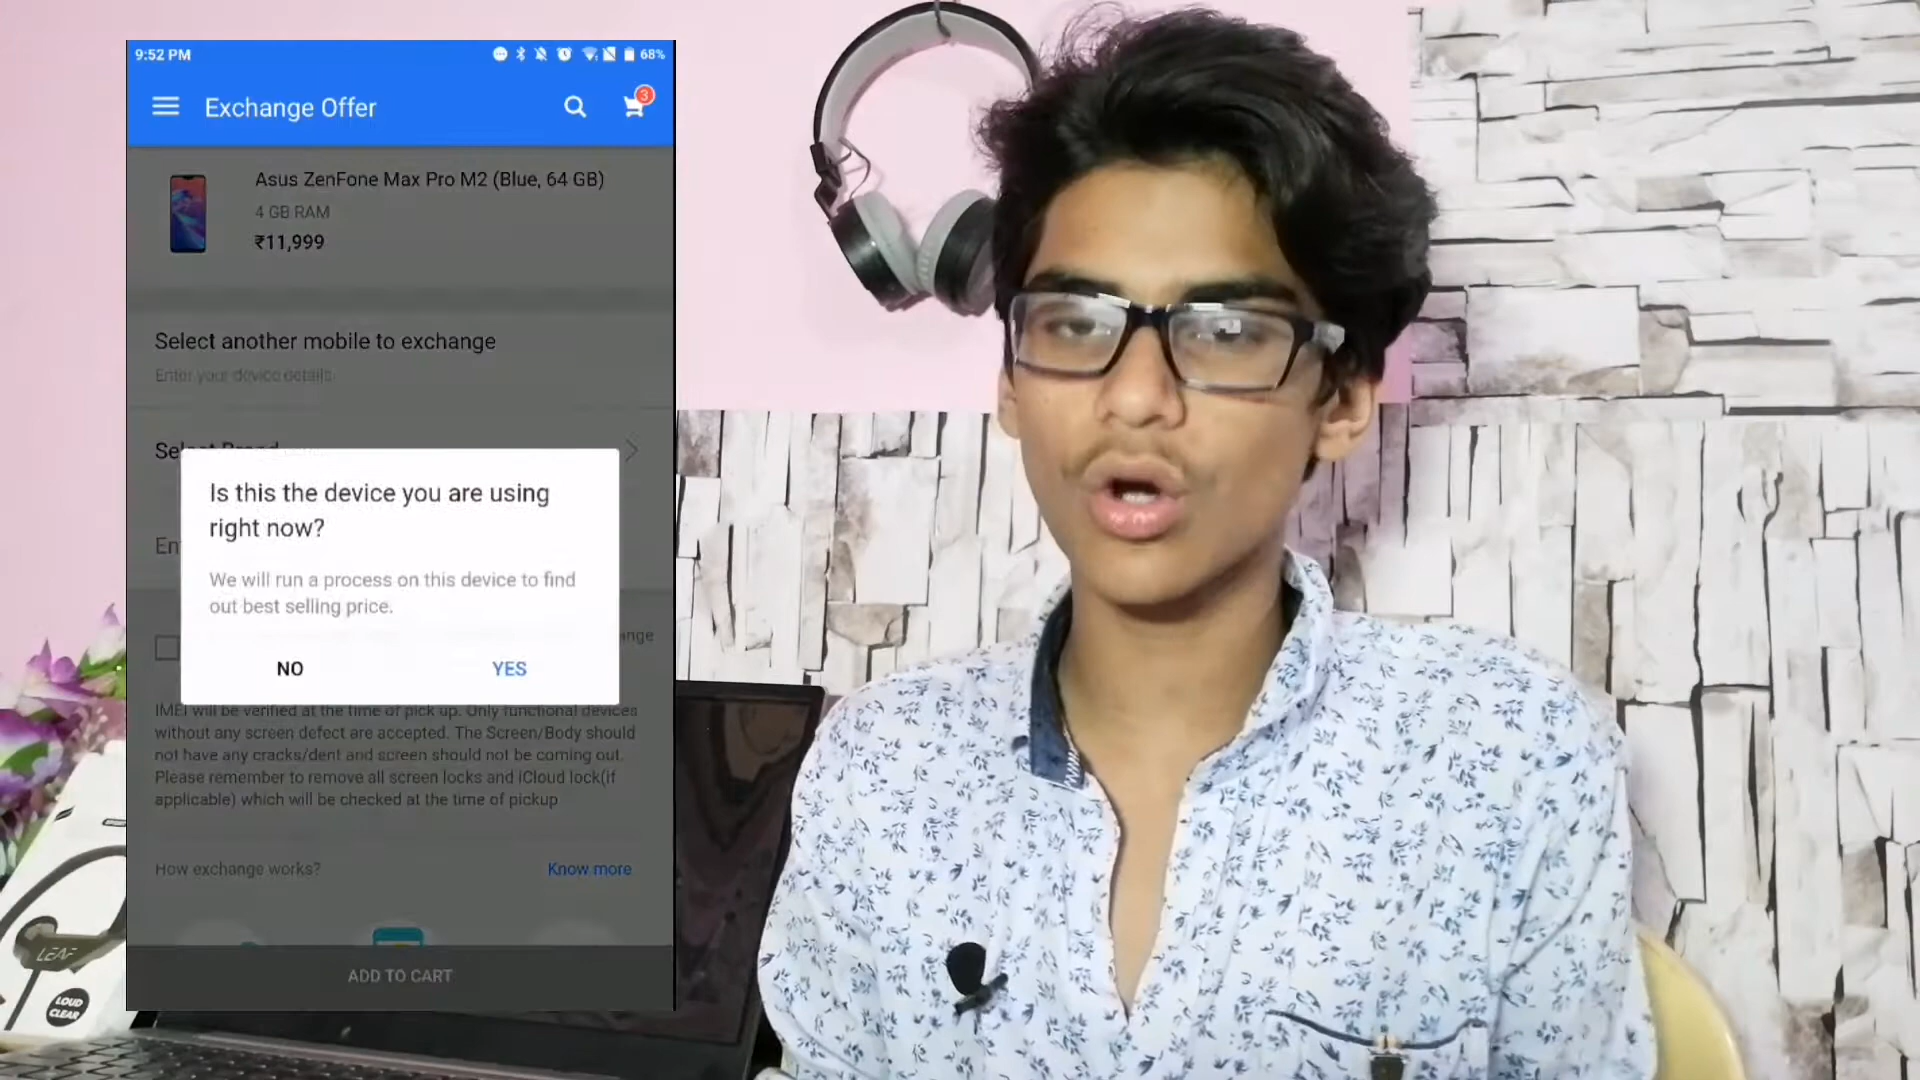 9:52 PM
68%
Exchange Offer
3
Asus ZenFone Max Pro M2 (Blue, 64 GB)
4 GB RAM
₹11,999
Select another mobile to exchange
Enter your device details
Select Brand
Is this the device you are using
right now?
En
We will run a process on this device to find
out best selling price.
ange
NO YES
IMEI will be verified at the time of pick up. Only functional devices
without any screen defect are accepted. The Screen/Body should
not have any cracks/dent and screen should not be coming out.
Please remember to remove all screen locks and iCloud lock(if
applicable) which will be checked at the time of pickup
How exchange works? Know more
ADD TO CART
LEAF
LOUD
CLEAR